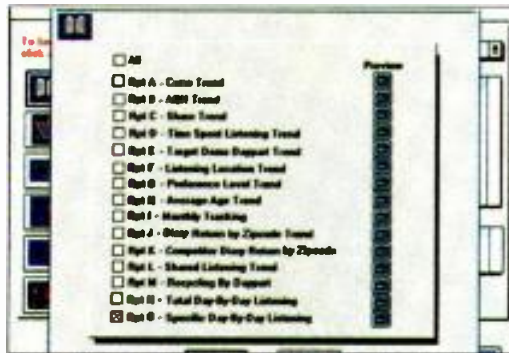 All
Preview
Rpt A - Cume Trend
Rpt B - AQH Trend
Rpt C - Share Trend
Rpt D - Time Spent Listening Trend
Rpt E - Target Demo Daypart Trend
Rpt F - Listening Location Trend
Rpt G - Preference Level Trend
Rpt H - Average Age Trend
Rpt I - Monthly Tracking
Rpt J - Diary Return by Zipcode Trend
Rpt K - Competitor Diary Return by Zipcode
Rpt L - Shared Listening Trend
Rpt M - Recycling By Daypart
Rpt N - Total Day-By-Day Listening
Rpt O - Specific Day-By-Day Listening